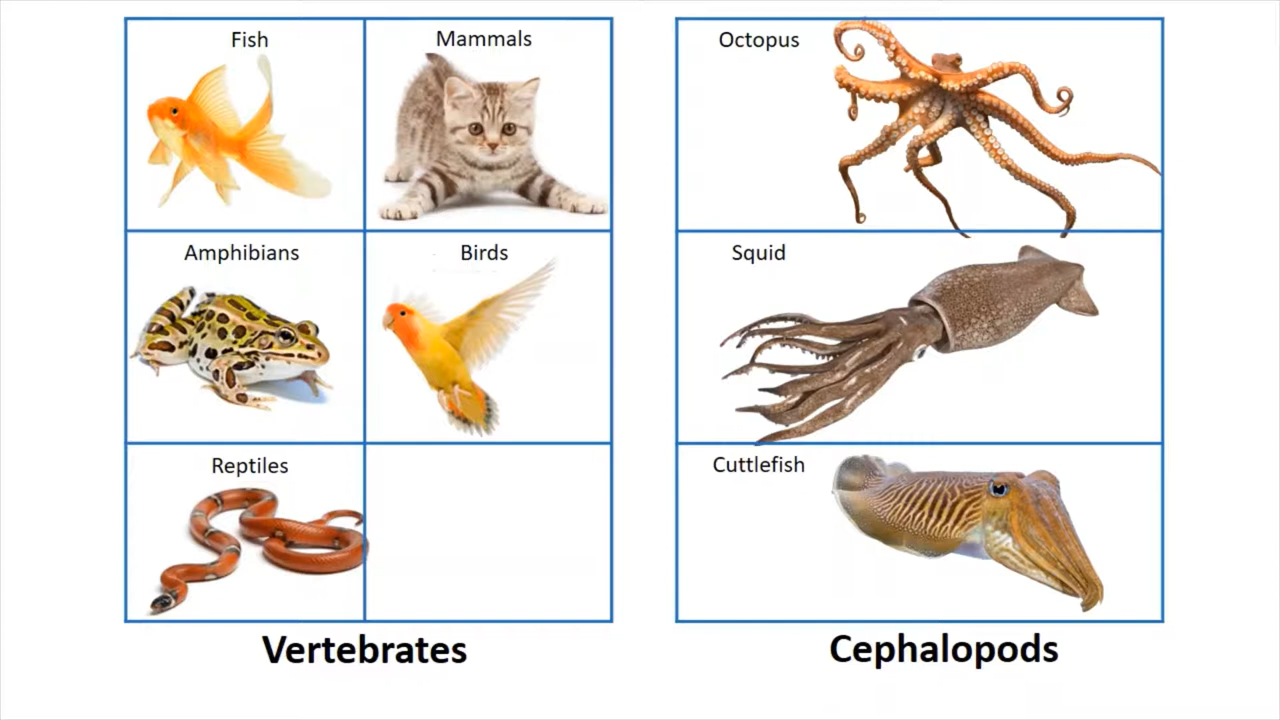 Fish
Mammals
Octopus
Amphibians
Birds
Squid
Reptiles
Cuttlefish
Vertebrates
Cephalopods